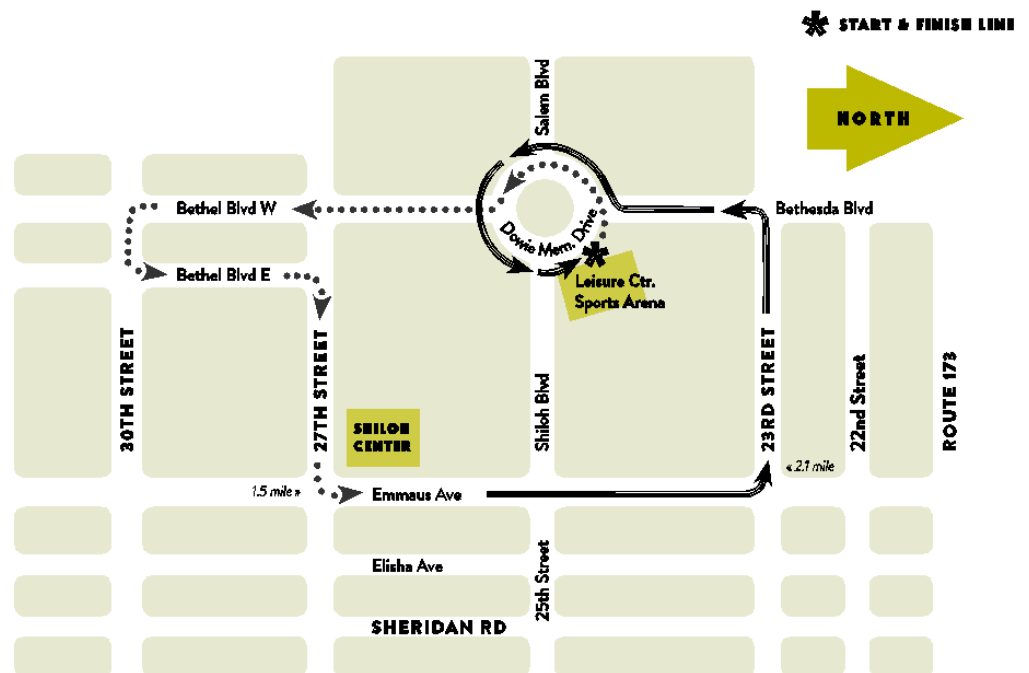 START & FINISH LINE
NORTH
Salem Blvd
Bethel Blvd W
Bethesda Blvd
Dowie Mem. Drive
Bethel Blvd E
Leisure Ctr.
Sports Arena
30TH STREET
27TH STREET
Shiloh Blvd
23RD STREET
22nd Street
ROUTE 173
SHILOH
CENTER
« 2.1 mile
1.5 mile »
Emmaus Ave
Elisha Ave
25th Street
SHERIDAN RD